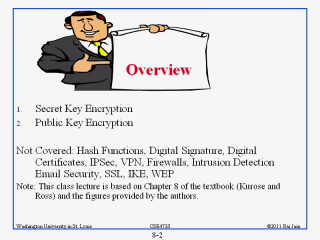 Overview
1. Secret Key Encryption
2. Public Key Encryption
Not Covered: Hash Functions, Digital Signature, Digital
Certificates, IPSec, VPN, Firewalls, Intrusion Detection
Email Security, SSL, IKE, WEP
Note: This class lecture is based on Chapter 8 of the textbook (Kurose and
Ross) and the figures provided by the authors.
Washington University in St. Louis CSE473S ©2011 Raj Jain
8-2